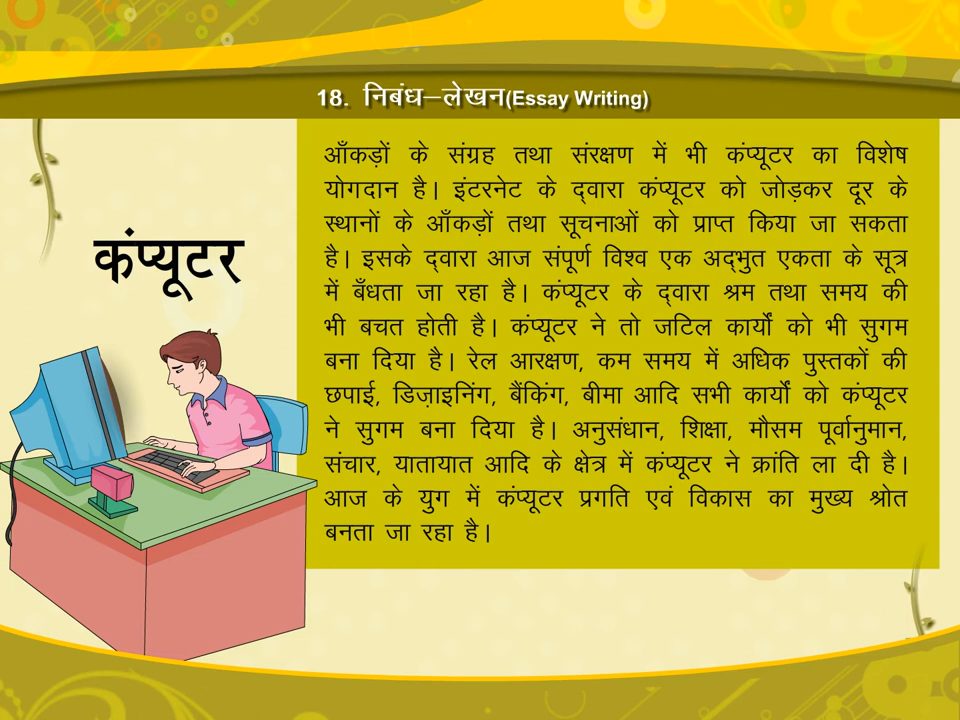 18. निबंध–लेखन(Essay Writing)
कंप्यूटर
आँकड़ों के संग्रह तथा संरक्षण में भी कंप्यूटर का विशेष
योगदान है। इंटरनेट के द्वारा कंप्यूटर को जोड़कर दूर के
स्थानों के आँकड़ों तथा सूचनाओं को प्राप्त किया जा सकता
है। इसके द्वारा आज संपूर्ण विश्व एक अद्भुत एकता के सूत्र
में बँधता जा रहा है। कंप्यूटर के द्वारा श्रम तथा समय की
भी बचत होती है। कंप्यूटर ने तो जटिल कार्यों को भी सुगम
बना दिया है। रेल आरक्षण, कम समय में अधिक पुस्तकों की
छपाई, डिज़ाइनिंग, बैंकिंग, बीमा आदि सभी कार्यों को कंप्यूटर
ने सुगम बना दिया है। अनुसंधान, शिक्षा, मौसम पूर्वानुमान,
संचार, यातायात आदि के क्षेत्र में कंप्यूटर ने क्रांति ला दी है।
आज के युग में कंप्यूटर प्रगति एवं विकास का मुख्य श्रोत
बनता जा रहा है।